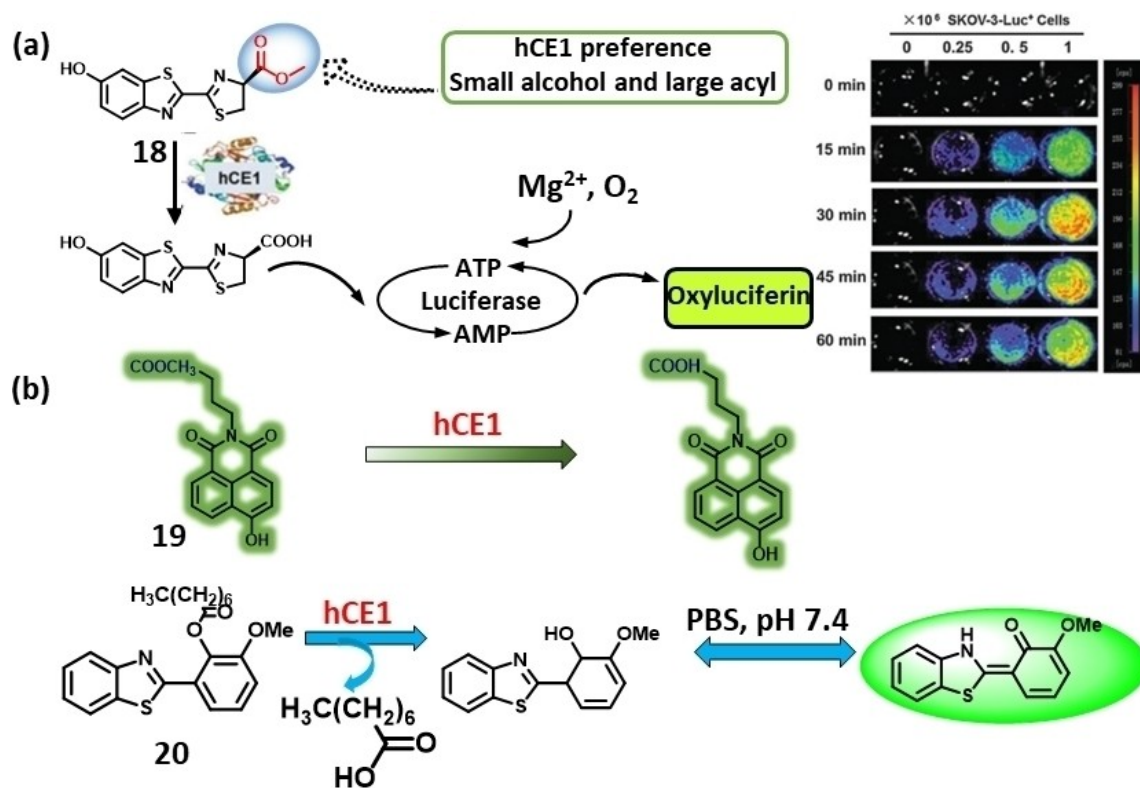 (a)
HO
S
N
N
S
O
O
18
hCE1 preference
Small alcohol and large acyl
hCE1
HO
S
N
N
S
COOH
Mg2+, O2
ATP
Luciferase
AMP
Oxyluciferin
×10⁶ SKOV-3-Luc⁺ Cells
0 0.25 0. 5 1
0 min
15 min
30 min
45 min
60 min
(b)
COOCH3
O N O
OH
19
hCE1
COOH
O N O
OH
H3C(H2C)6
O
O
OMe
N
S
20
hCE1
H3C(H2C)6
O
HO
HO
OMe
N
S
PBS, pH 7.4
H
N
O
OMe
S